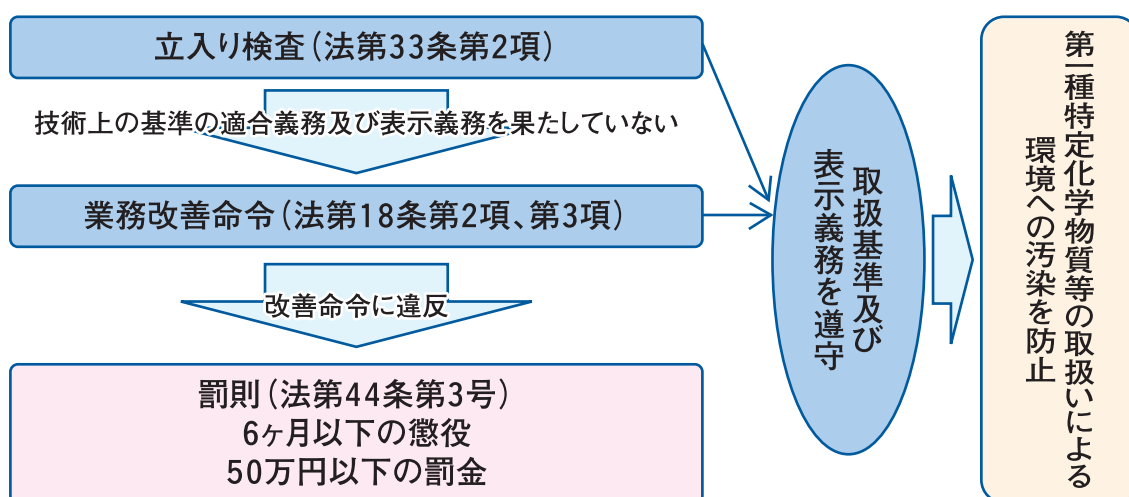 立入り検査(法第33条第2項)
技術上の基準の適合義務及び表示義務を果たしていない
業務改善命令(法第18条第2項、第3項)
改善命令に違反
罰則(法第44条第3号)
6ヶ月以下の懲役
50万円以下の罰金
取扱基準及び
表示義務を遵守
第一種特定化学物質等の取扱いによる
環境への汚染を防止